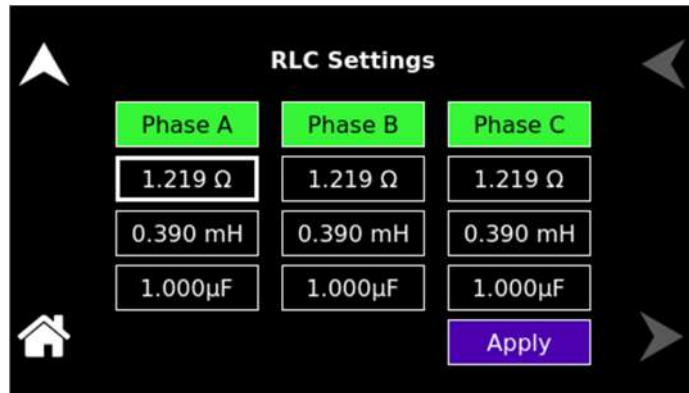 RLC Settings
Phase A Phase B Phase C
1.219 Ω 1.219 Ω 1.219 Ω
0.390 mH 0.390 mH 0.390 mH
1.000µF 1.000µF 1.000µF
Apply